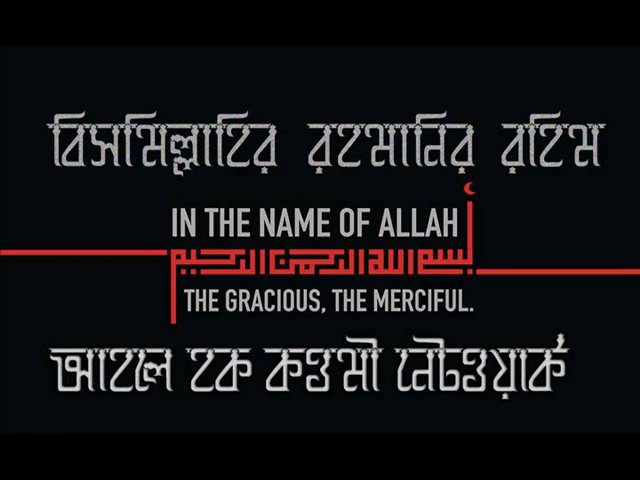 বিসমিল্লাহির রহমানির রহিম
IN THE NAME OF ALLAH
بسم الله الرحمن الرحيم
THE GRACIOUS, THE MERCIFUL.
আহলে হক কওমী নেটওয়ার্ক